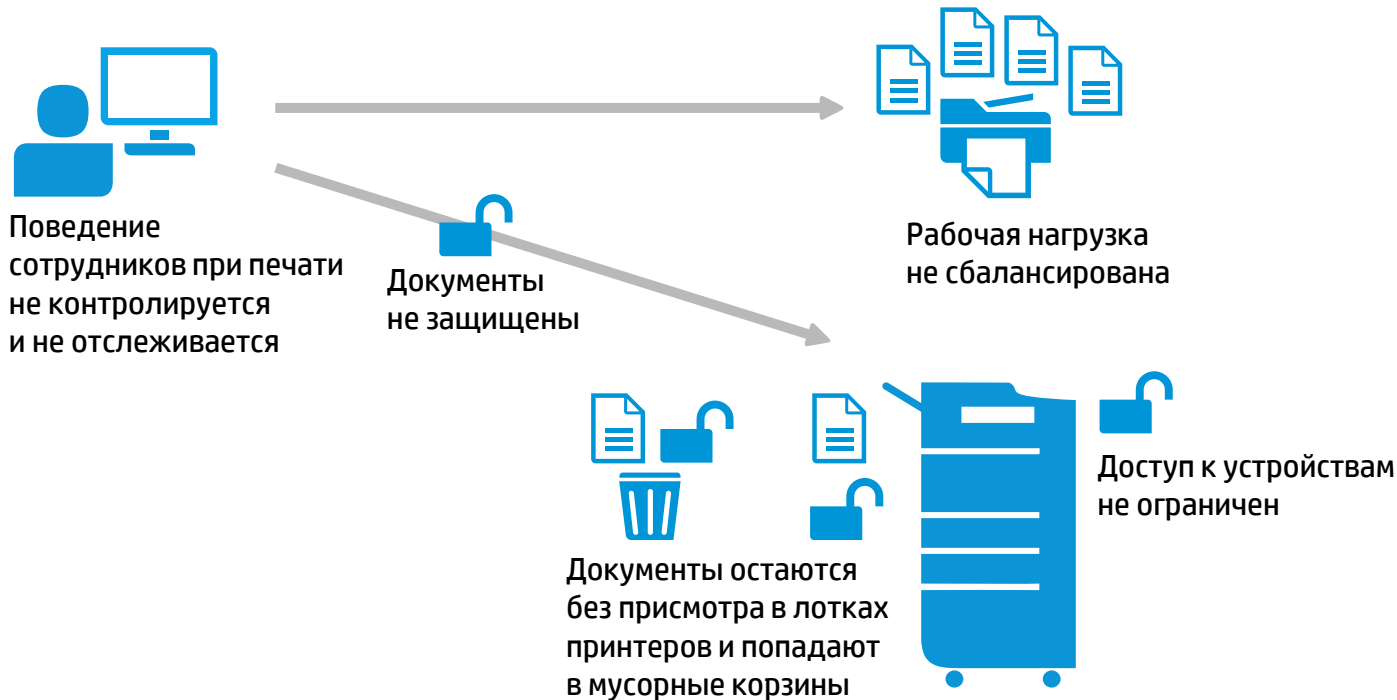 Поведение
сотрудников при печати
не контролируется
и не отслеживается
Документы
не защищены
Рабочая нагрузка
не сбалансирована
Доступ к устройствам
не ограничен
Документы остаются
без присмотра в лотках
принтеров и попадают
в мусорные корзины